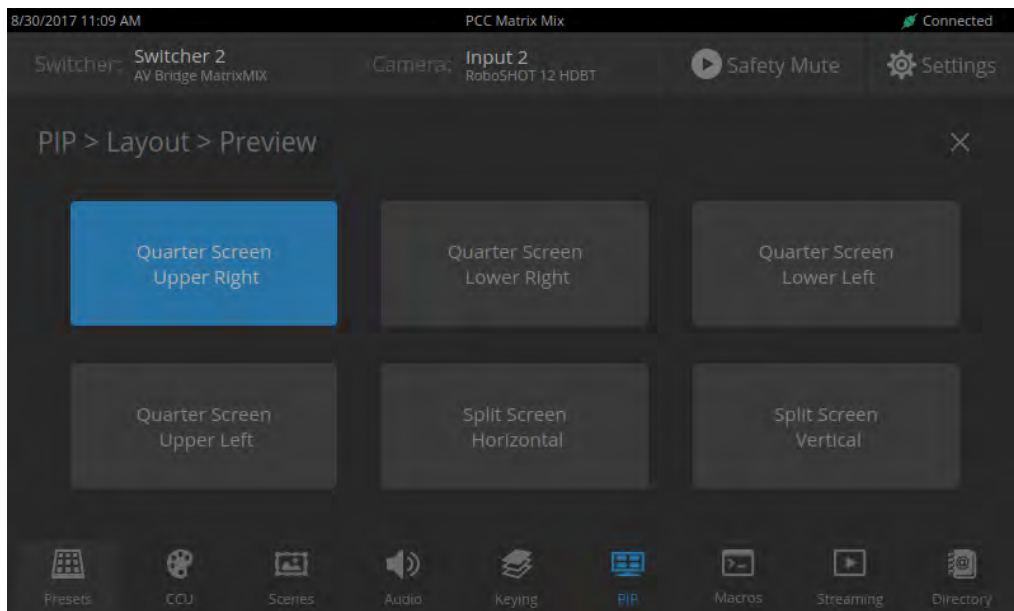 8/30/2017 11:09 AM PCC Matrix Mix Connected
Switcher: Switcher 2 Camera: Input 2 Safety Mute Settings
AV Bridge MatrixMIX RoboSHOT 12 HDBT
PIP > Layout > Preview
Quarter Screen Quarter Screen Quarter Screen
Upper Right Lower Right Lower Left
Quarter Screen Split Screen Split Screen
Upper Left Horizontal Vertical
Presets CCU Scenes Audio Keying PIP Macros Streaming Directory